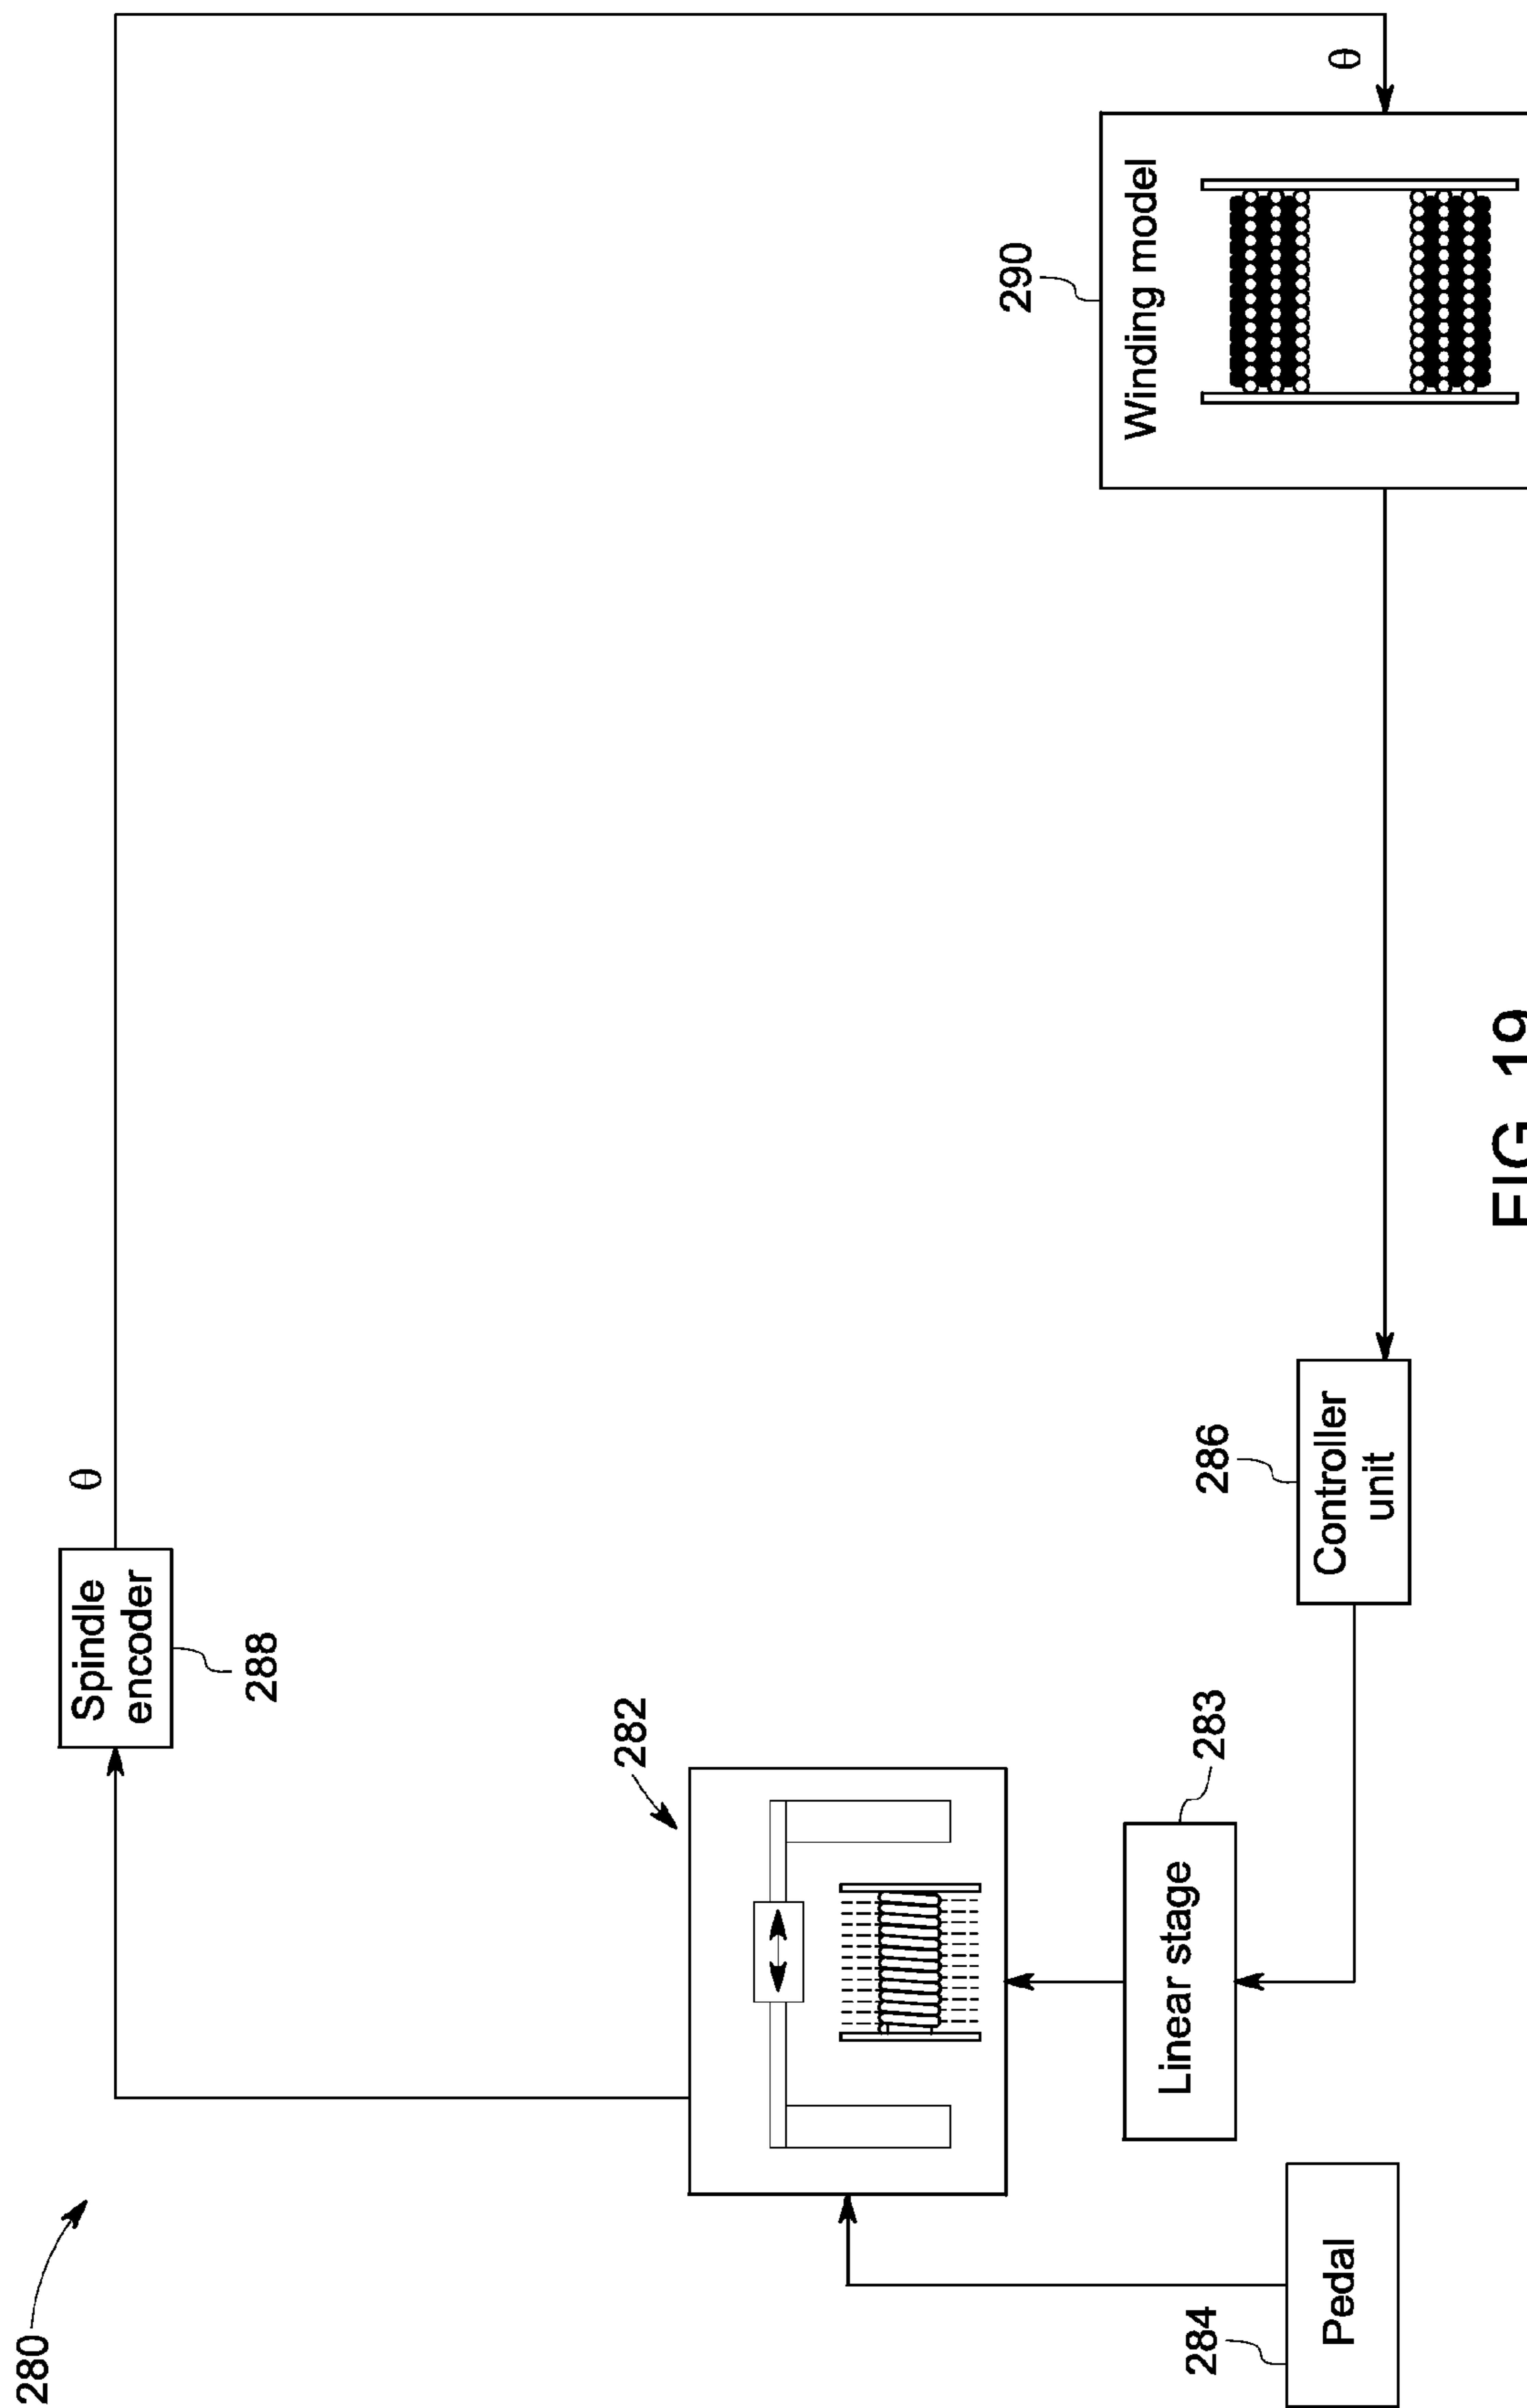 280
Spindle
encoder
θ
288
282
283
Linear stage
284
Pedal
286
Controller
unit
290
Winding model
θ
FIG. 19